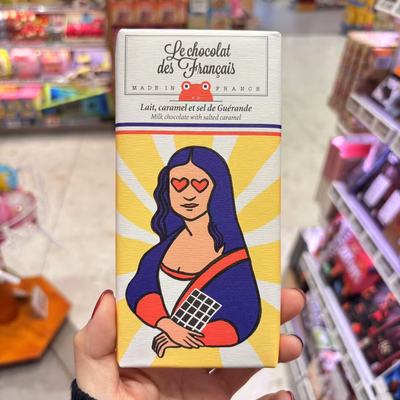 Le chocolat
des Français
MADE IN FRANCE
Lait, caramel et sel de Guérande
Milk chocolate with salted caramel